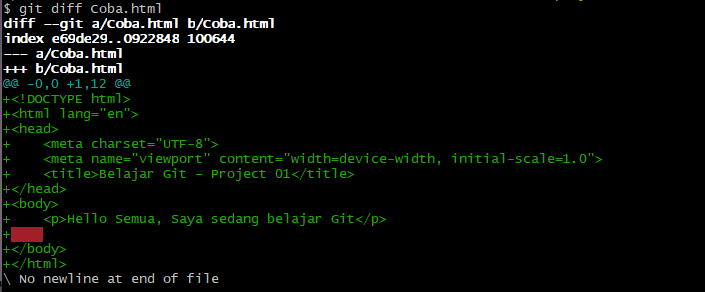 $ git diff Coba.html
diff --git a/Coba.html b/Coba.html
index e69de29..0922848 100644
--- a/Coba.html
+++ b/Coba.html
@@ -0,0 +1,12 @@
+<!DOCTYPE html>
+<html lang="en">
+<head>
+    <meta charset="UTF-8">
+    <meta name="viewport" content="width=device-width, initial-scale=1.0">
+    <title>Belajar Git - Project 01</title>
+</head>
+<body>
+    <p>Hello Semua, Saya sedang belajar Git</p>
+
+</body>
+</html>
\ No newline at end of file